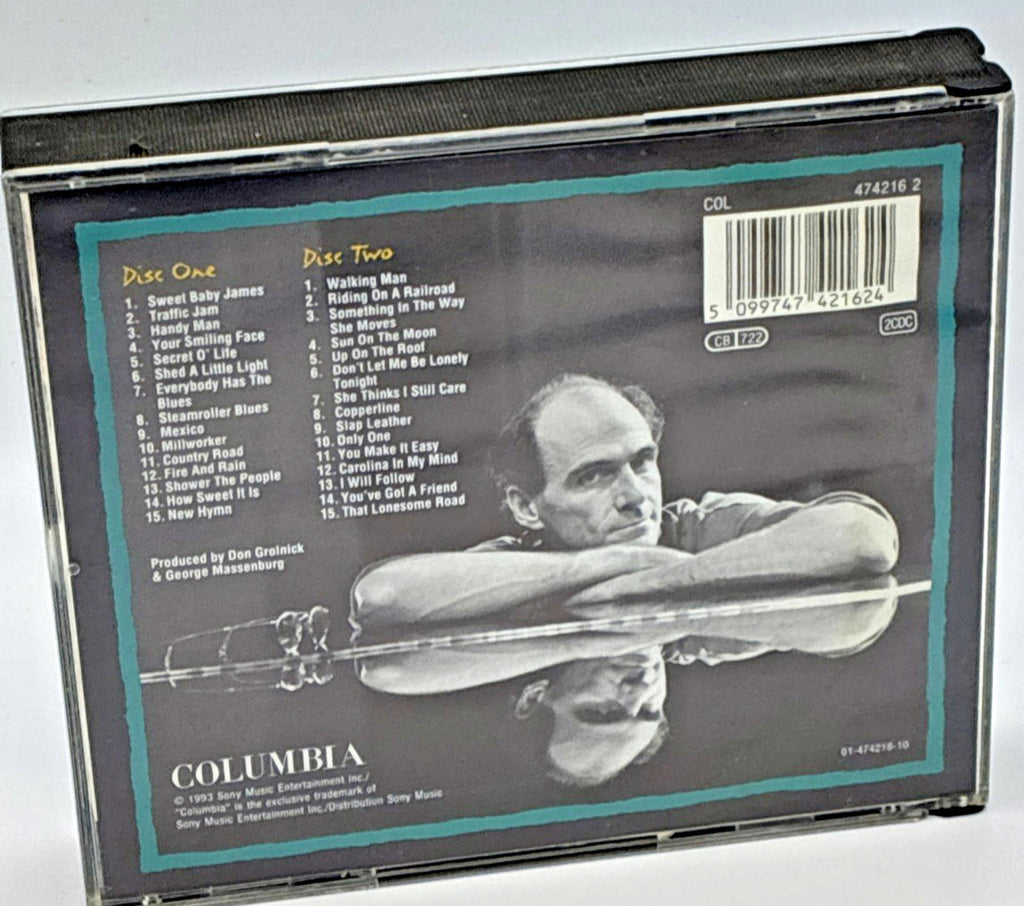 COL 474216 2
5 099747 421624
CB 722
2CDC
Disc One
1. Sweet Baby James
2. Traffic Jam
3. Handy Man
4. Your Smiling Face
5. Secret O' Life
6. Shed A Little Light
7. Everybody Has The
Blues
8. Steamroller Blues
9. Mexico
10. Millworker
11. Country Road
12. Fire And Rain
13. Shower The People
14. How Sweet It Is
15. New Hymn
Disc Two
1. Walking Man
2. Riding On A Railroad
3. Something In The Way
She Moves
4. Sun On The Moon
5. Up On The Roof
6. Don't Let Me Be Lonely
Tonight
7. She Thinks I Still Care
8. Copperline
9. Slap Leather
10. Only One
11. You Make It Easy
12. Carolina In My Mind
13. I Will Follow
14. You've Got A Friend
15. That Lonesome Road
Produced by Don Grolnick
& George Massenburg
COLUMBIA
© 1993 Sony Music Entertainment Inc./
"Columbia" is the exclusive trademark of
Sony Music Entertainment Inc./Distribution Sony Music
01-474216-10